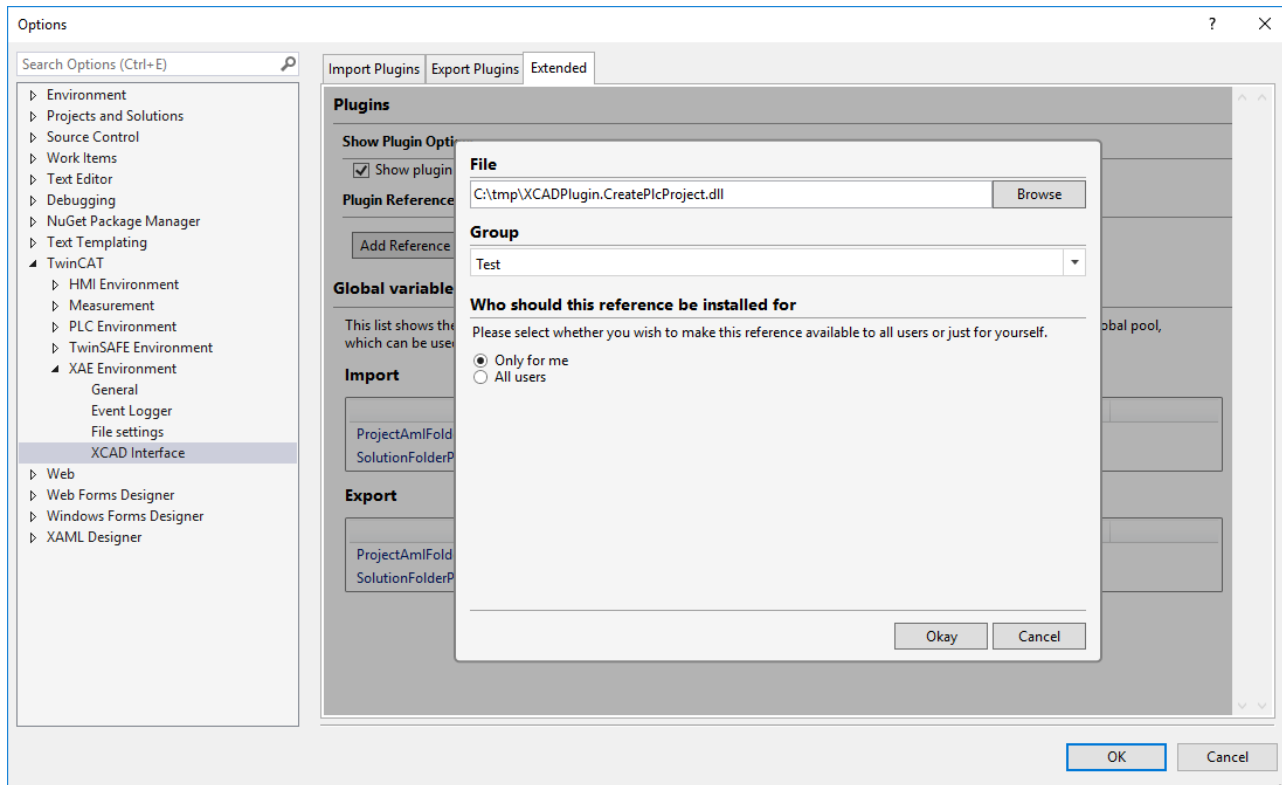 Options
Search Options (Ctrl+E)
Environment
Projects and Solutions
Source Control
Work Items
Text Editor
Debugging
NuGet Package Manager
Text Templating
TwinCAT
HMI Environment
Measurement
PLC Environment
TwinSAFE Environment
XAE Environment
General
Event Logger
File settings
XCAD Interface
Web
Web Forms Designer
Windows Forms Designer
XAML Designer
Import Plugins Export Plugins Extended
Plugins
Show Plugin
Show plugin
Plugin Reference
Add Reference
Global variable
This list shows the
obal pool,
which can be
Import
ProjectAmlFold
SolutionFolderP
Export
ProjectAmlFold
SolutionFolderP
File
C:\tmp\XCADPlugin.CreatePlcProject.dll Browse
Group
Test
Who should this reference be installed for
Please select whether you wish to make this reference available to all users or just for yourself.
Only for me
All users
Okay Cancel
OK Cancel